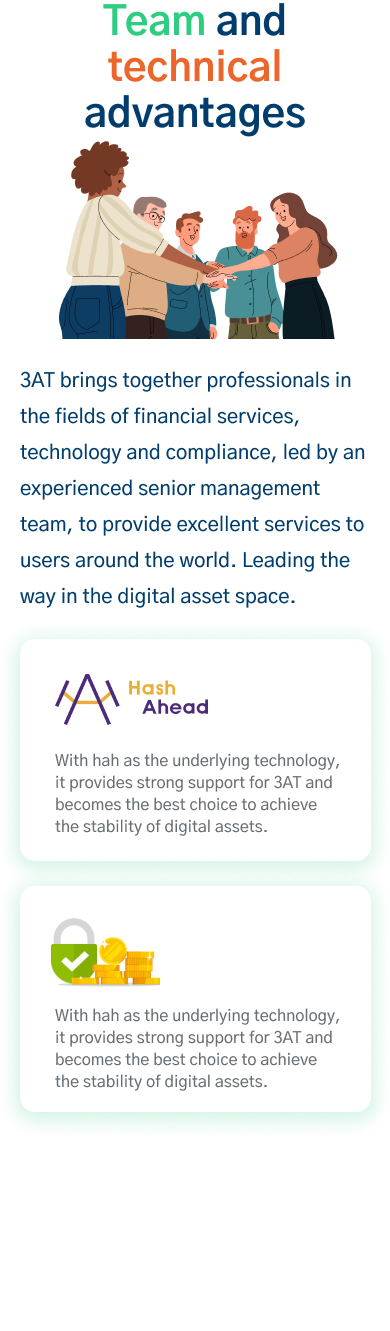 Team and
technical
advantages
3AT brings together professionals in
the fields of financial services,
technology and compliance, led by an
experienced senior management
team, to provide excellent services to
users around the world. Leading the
way in the digital asset space.
Hash
Ahead
With hah as the underlying technology,
it provides strong support for 3AT and
becomes the best choice to achieve
the stability of digital assets.
With hah as the underlying technology,
it provides strong support for 3AT and
becomes the best choice to achieve
the stability of digital assets.